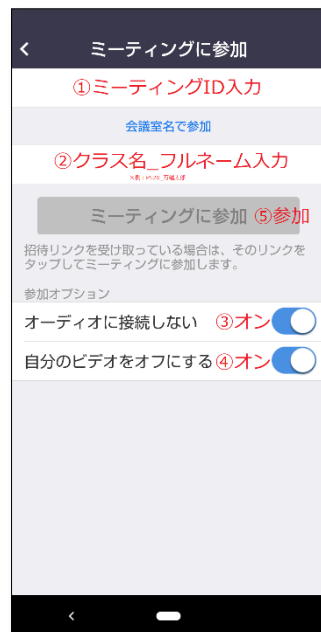 ミーティングに参加
①ミーティングID入力
会議室名で参加
②クラス名_フルネーム入力
ミーティングに参加 ⑤参加
招待リンクを受け取っている場合は、そのリンクを
タップしてミーティングに参加します。
参加オプション
オーディオに接続しない ③オン
自分のビデオをオフにする ④オン